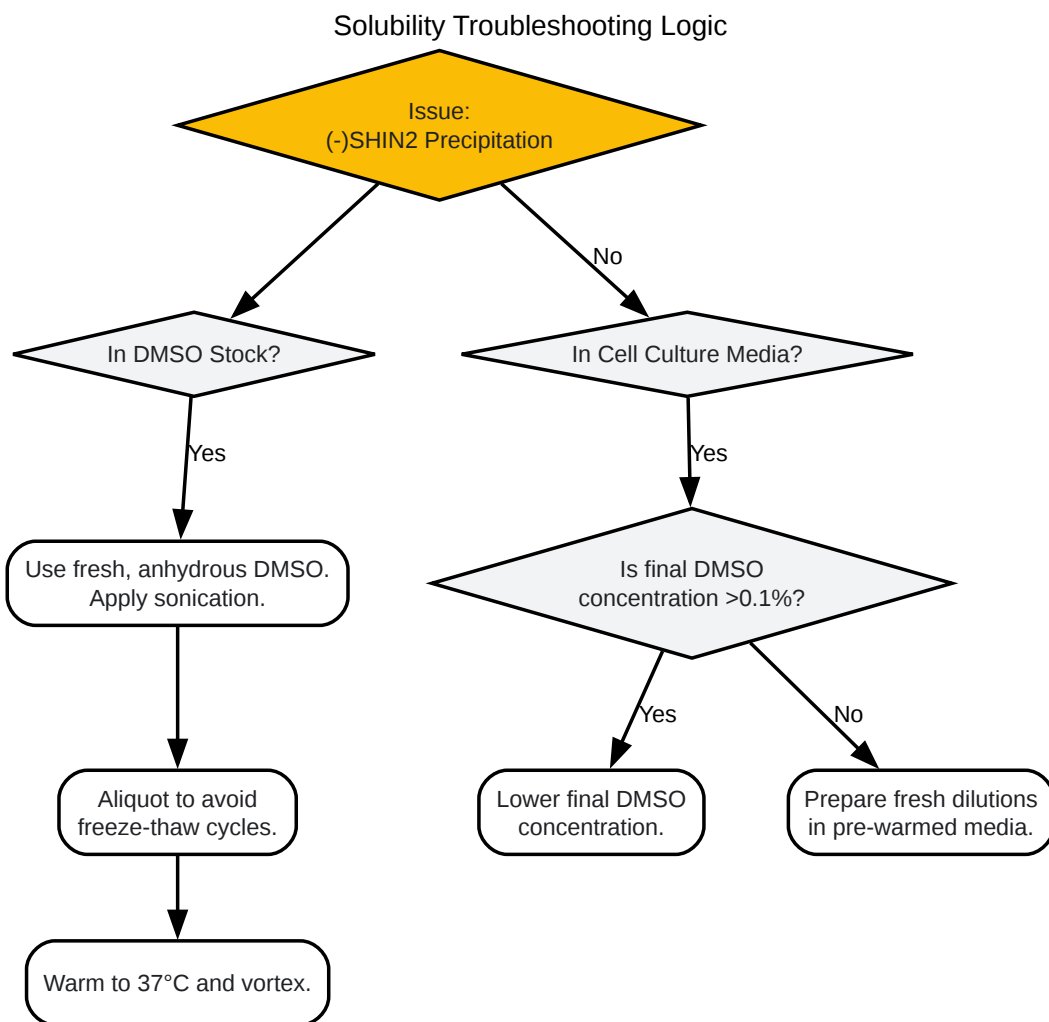 Solubility Troubleshooting Logic
Issue:
(-)SHIN2 Precipitation
No
In DMSO Stock?
In Cell Culture Media?
Yes
Yes
Use fresh, anhydrous DMSO.
Apply sonication.
Is final DMSO
concentration >0.1%?
Yes
No
Aliquot to avoid
freeze-thaw cycles.
Lower final DMSO
concentration.
Prepare fresh dilutions
in pre-warmed media.
Warm to 37°C and vortex.